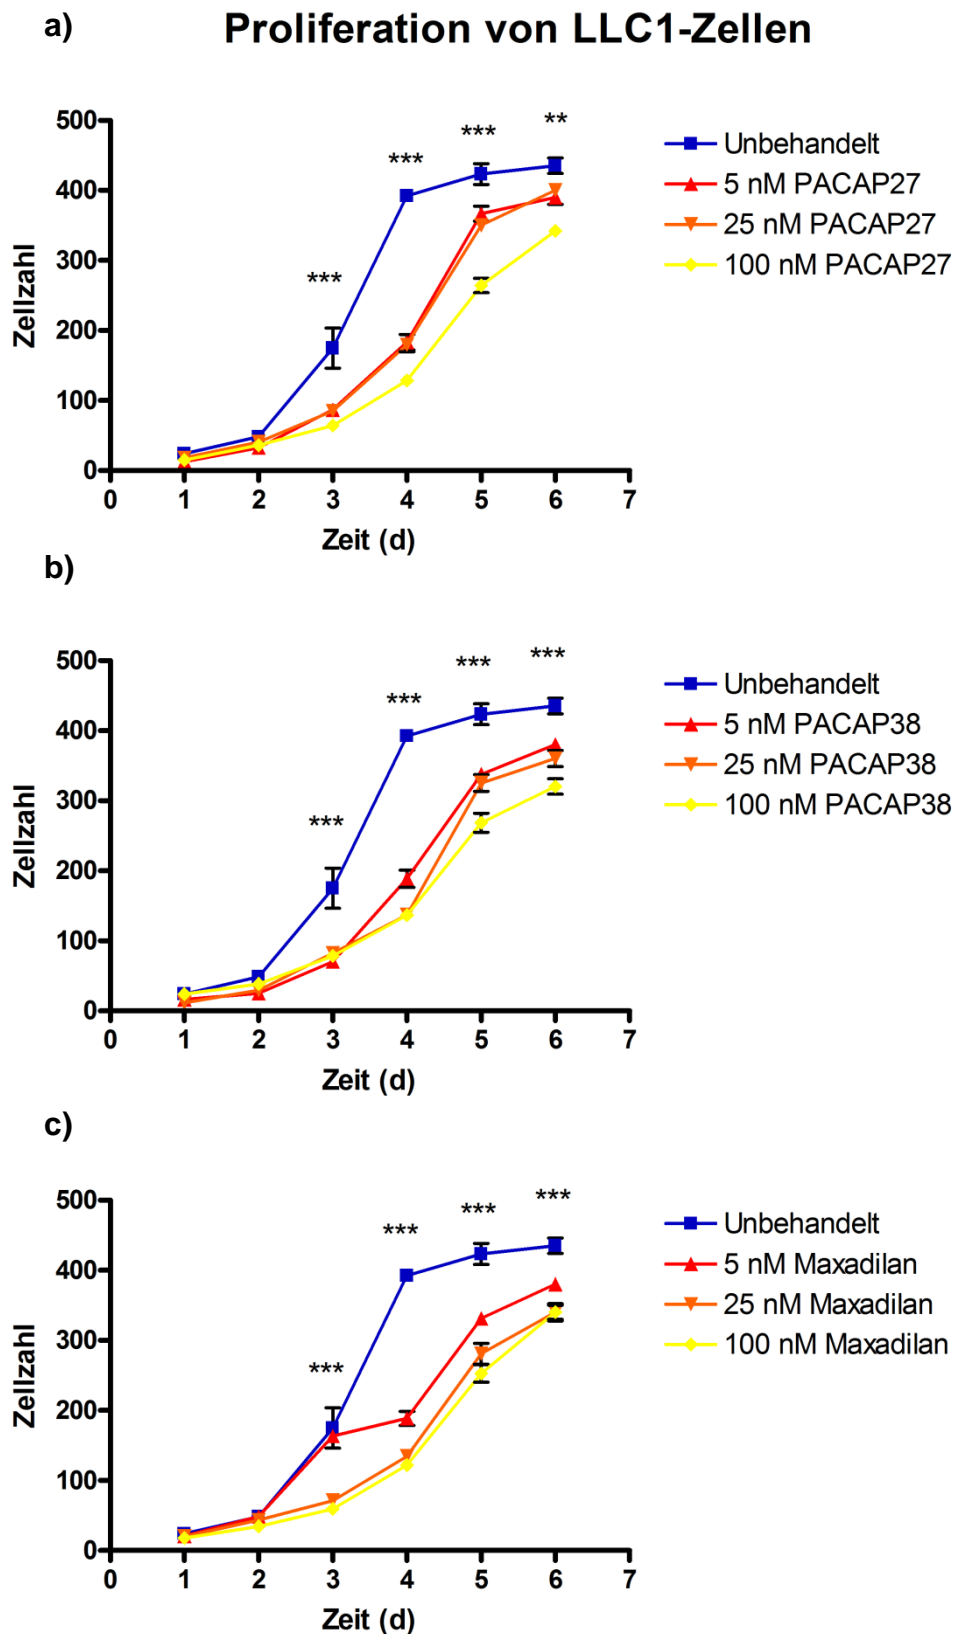 a) Proliferation von LLC1-Zellen
500
400
300
200
100
0
Zellzahl
***
***
***
**
0 1 2 3 4 5 6 7
Zeit (d)
Unbehandelt
5 nM PACAP27
25 nM PACAP27
100 nM PACAP27
b)
500
400
300
200
100
0
Zellzahl
***
***
***
***
0 1 2 3 4 5 6 7
Zeit (d)
Unbehandelt
5 nM PACAP38
25 nM PACAP38
100 nM PACAP38
c)
500
400
300
200
100
0
Zellzahl
***
***
***
***
0 1 2 3 4 5 6 7
Zeit (d)
Unbehandelt
5 nM Maxadilan
25 nM Maxadilan
100 nM Maxadilan